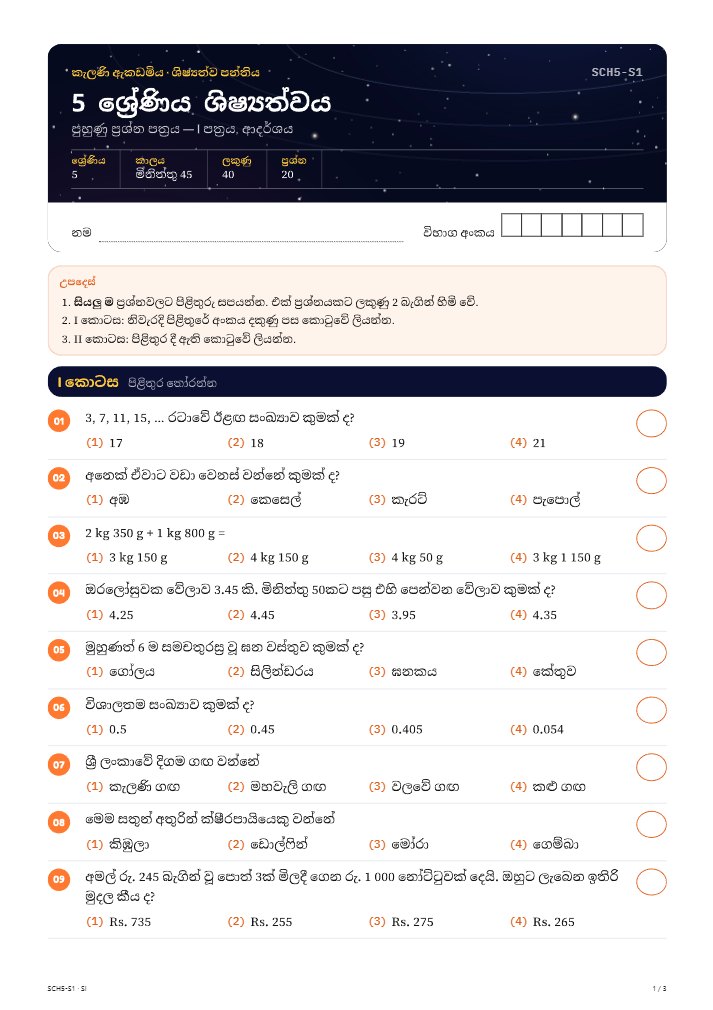 කැලණි ඇකඩමිය · ශිෂ්‍යත්ව පන්තිය
SCH5-S1
5 ශ්‍රේණිය ශිෂ්‍යත්වය
පුහුණු ප්‍රශ්න පත්‍රය — I පත්‍රය, ආදර්ශය
ශ්‍රේණිය කාලය ලකුණු ප්‍රශ්න
5 මිනිත්තු 45 40 20
නම විභාග අංකය
උපදෙස්
1. සියලු ම ප්‍රශ්නවලට පිළිතුරු සපයන්න. එක් ප්‍රශ්නයකට ලකුණු 2 බැගින් හිමි වේ.
2. I කොටස: නිවැරදි පිළිතුරේ අංකය දකුණු පස කොටුවේ ලියන්න.
3. II කොටස: පිළිතුර දී ඇති කොටුවේ ලියන්න.
I කොටස පිළිතුර තෝරන්න
01 3, 7, 11, 15, ... රටාවේ ඊළඟ සංඛ්‍යාව කුමක් ද?
(1) 17 (2) 18 (3) 19 (4) 21
02 අනෙක් ඒවාට වඩා වෙනස් වන්නේ කුමක් ද?
(1) අඹ (2) කෙසෙල් (3) කැරට් (4) පැපොල්
03 2 kg 350 g + 1 kg 800 g =
(1) 3 kg 150 g (2) 4 kg 150 g (3) 4 kg 50 g (4) 3 kg 1 150 g
04 ඔරලෝසුවක වේලාව 3.45 කි. මිනිත්තු 50කට පසු එහි පෙන්වන වේලාව කුමක් ද?
(1) 4.25 (2) 4.45 (3) 3.95 (4) 4.35
05 මුහුණත් 6 ම සමචතුරස්‍ර වූ ඝන වස්තුව කුමක් ද?
(1) ගෝලය (2) සිලින්ඩරය (3) ඝනකය (4) කේතුව
06 විශාලතම සංඛ්‍යාව කුමක් ද?
(1) 0.5 (2) 0.45 (3) 0.405 (4) 0.054
07 ශ්‍රී ලංකාවේ දිගම ගඟ වන්නේ
(1) කැලණි ගඟ (2) මහවැලි ගඟ (3) වලවේ ගඟ (4) කළු ගඟ
08 මෙම සතුන් අතුරින් ක්ෂීරපායියෙකු වන්නේ
(1) කිඹුලා (2) ඩොල්ෆින් (3) මෝරා (4) ගෙම්බා
09 අමල් රු. 245 බැගින් වූ පොත් 3ක් මිලදී ගෙන රු. 1 000 නෝට්ටුවක් දෙයි. ඔහුට ලැබෙන ඉතිරි
මුදල කීය ද?
(1) Rs. 735 (2) Rs. 255 (3) Rs. 275 (4) Rs. 265
SCH5-S1 · SI 1 / 3